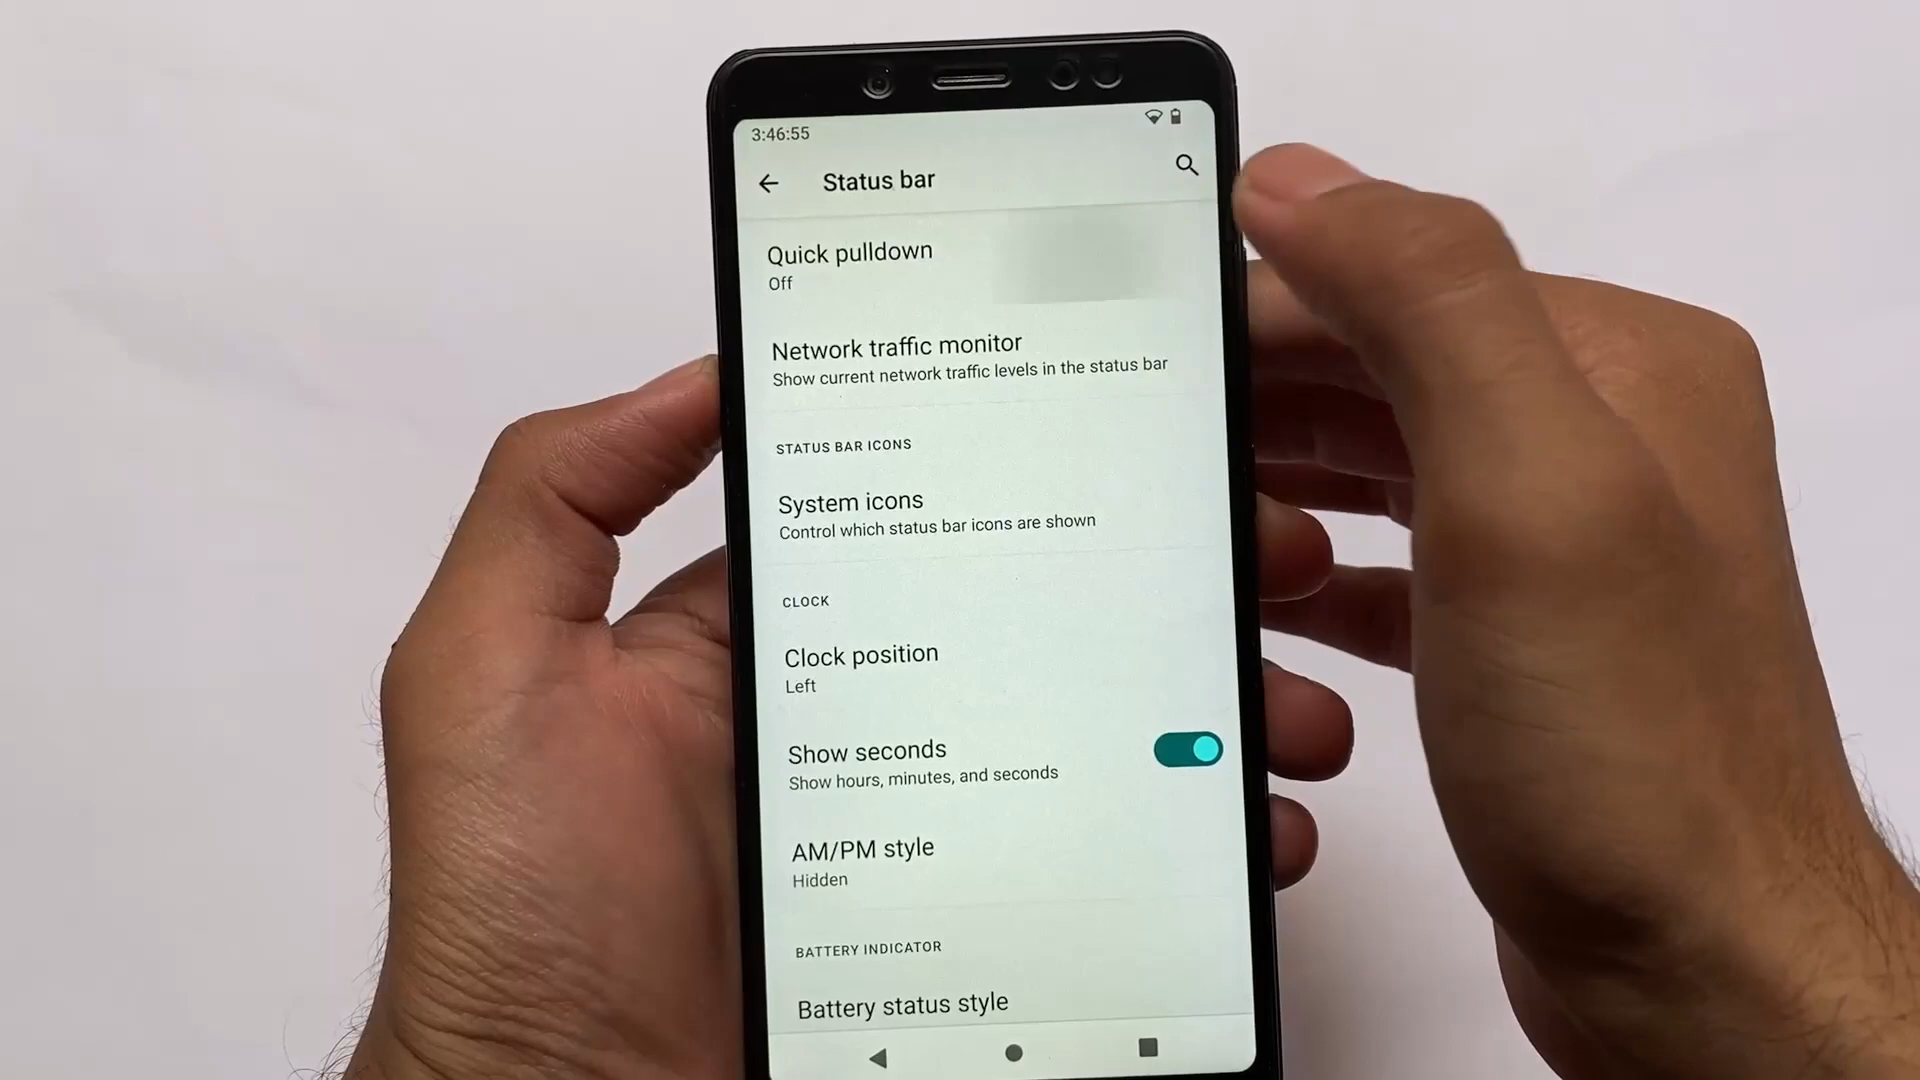 3:46:55
Status bar
Quick pulldown
Off
Network traffic monitor
Show current network traffic levels in the status bar
STATUS BAR ICONS
System icons
Control which status bar icons are shown
CLOCK
Clock position
Left
Show seconds
Show hours, minutes, and seconds
AM/PM style
Hidden
BATTERY INDICATOR
Battery status style